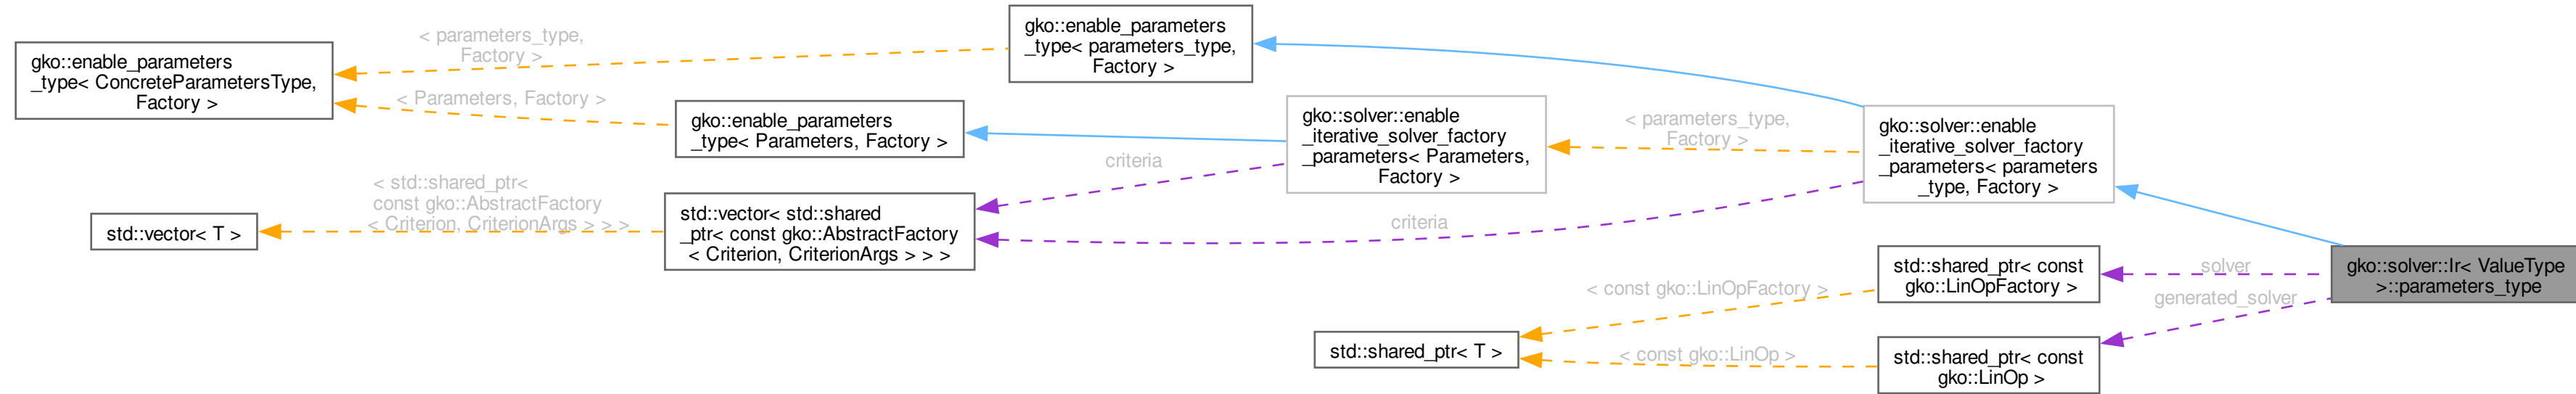 gko::enable_parameters
_type< ConcreteParametersType,
Factory >
< parameters_type,
Factory >
< Parameters, Factory >
gko::enable_parameters
_type< parameters_type,
Factory >
gko::enable_parameters
_type< Parameters, Factory >
std::vector< T >
< std::shared_ptr<
const gko::AbstractFactory
< Criterion, CriterionArgs > > >
std::vector< std::shared
_ptr< const gko::AbstractFactory
< Criterion, CriterionArgs > > >
criteria
gko::solver::enable
_iterative_solver_factory
_parameters< Parameters,
Factory >
criteria
< parameters_type,
Factory >
gko::solver::enable
_iterative_solver_factory
_parameters< parameters
_type, Factory >
std::shared_ptr< T >
< const gko::LinOpFactory >
< const gko::LinOp >
std::shared_ptr< const
gko::LinOpFactory >
std::shared_ptr< const
gko::LinOp >
solver
generated_solver
gko::solver::Ir< ValueType
>::parameters_type